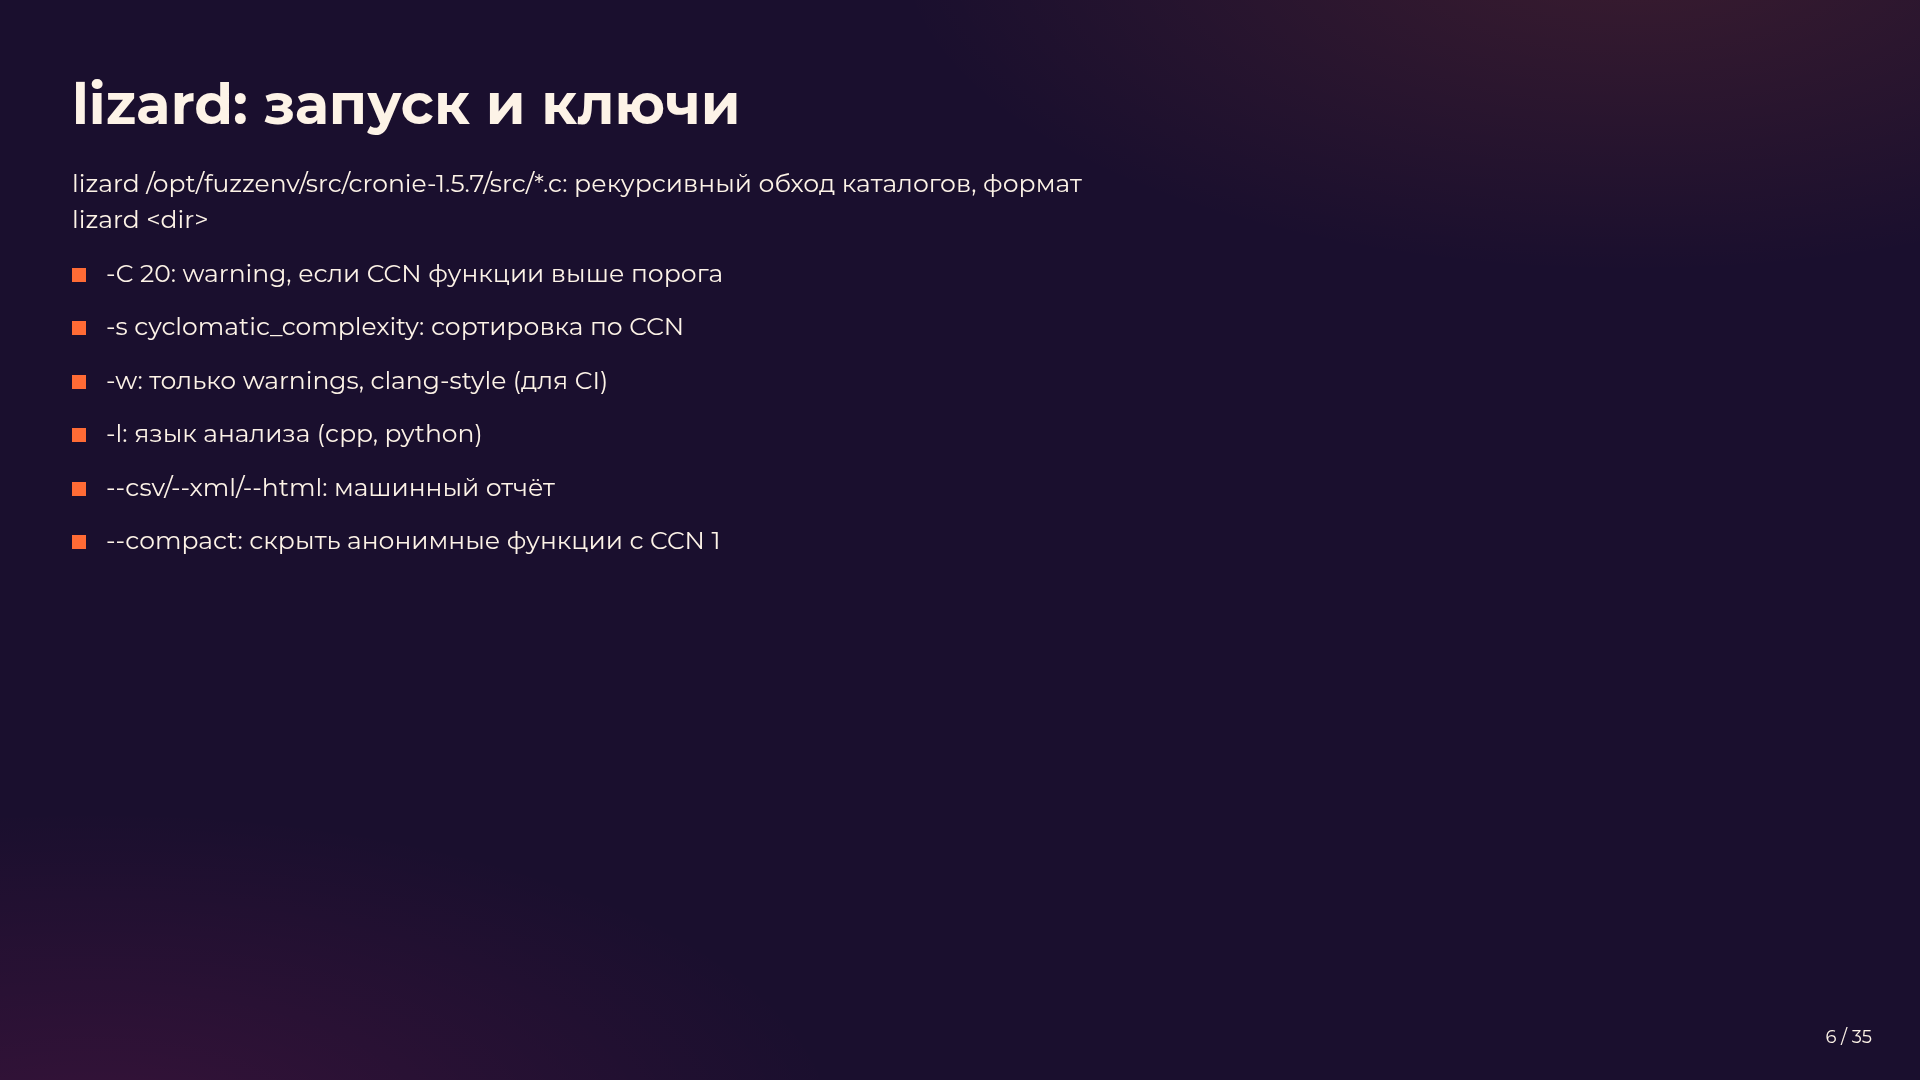 lizard: запуск и ключи
lizard /opt/fuzzenv/src/cronie-1.5.7/src/*.c: рекурсивный обход каталогов, формат
lizard <dir>
-C 20: warning, если CCN функции выше порога
-s cyclomatic_complexity: сортировка по CCN
-w: только warnings, clang-style (для CI)
-l: язык анализа (cpp, python)
--csv/--xml/--html: машинный отчёт
--compact: скрыть анонимные функции с CCN 1
6 / 35